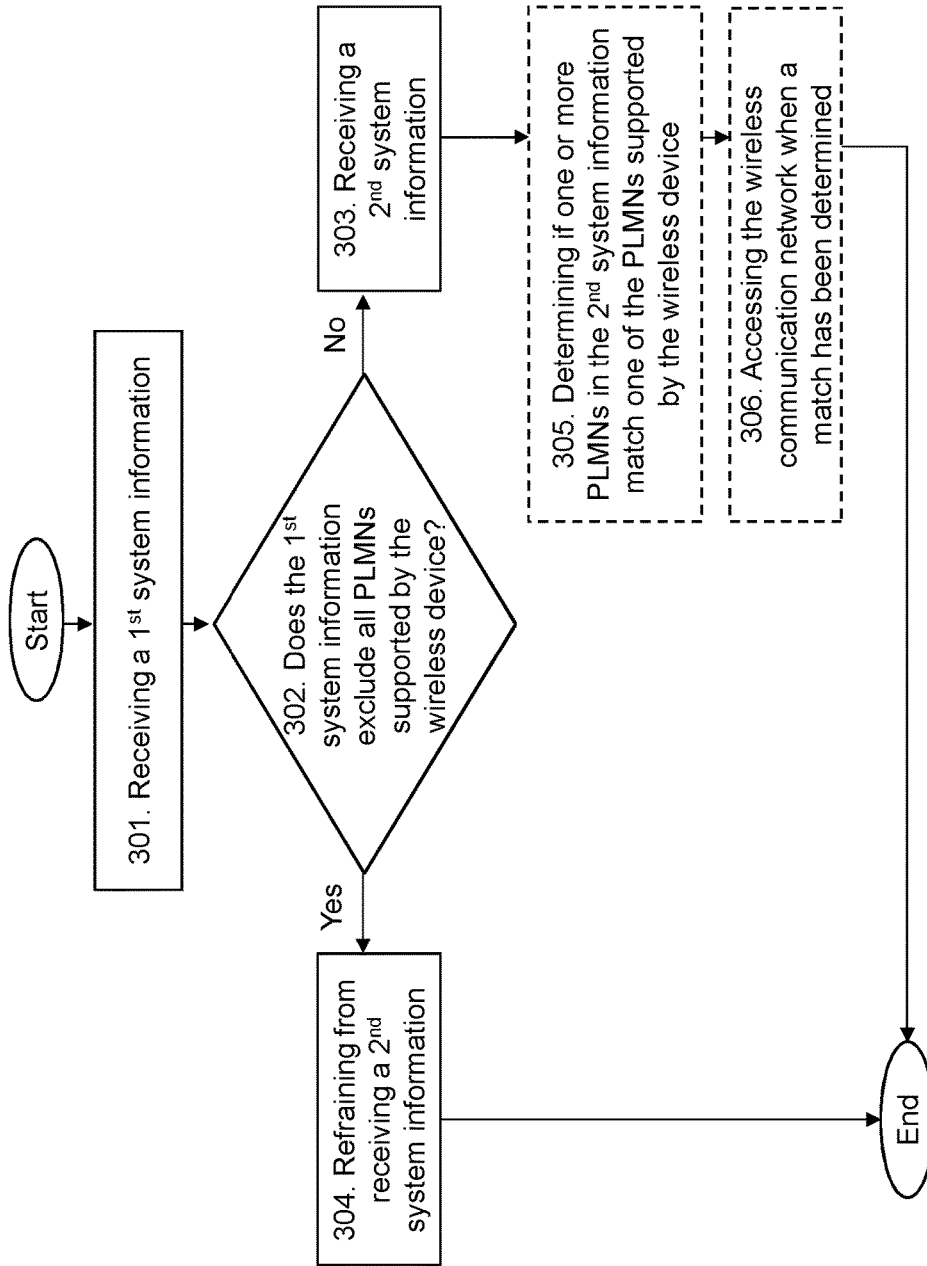 Start
301. Receiving a 1st system information
302. Does the 1st
system information
exclude all PLMNs
supported by the
wireless device?
Yes
No
304. Refraining from
receiving a 2nd
system information
303. Receiving a
2nd system
information
305. Determining if one or more
PLMNs in the 2nd system information
match one of the PLMNs supported
by the wireless device
306. Accessing the wireless
communication network when a
match has been determined
End